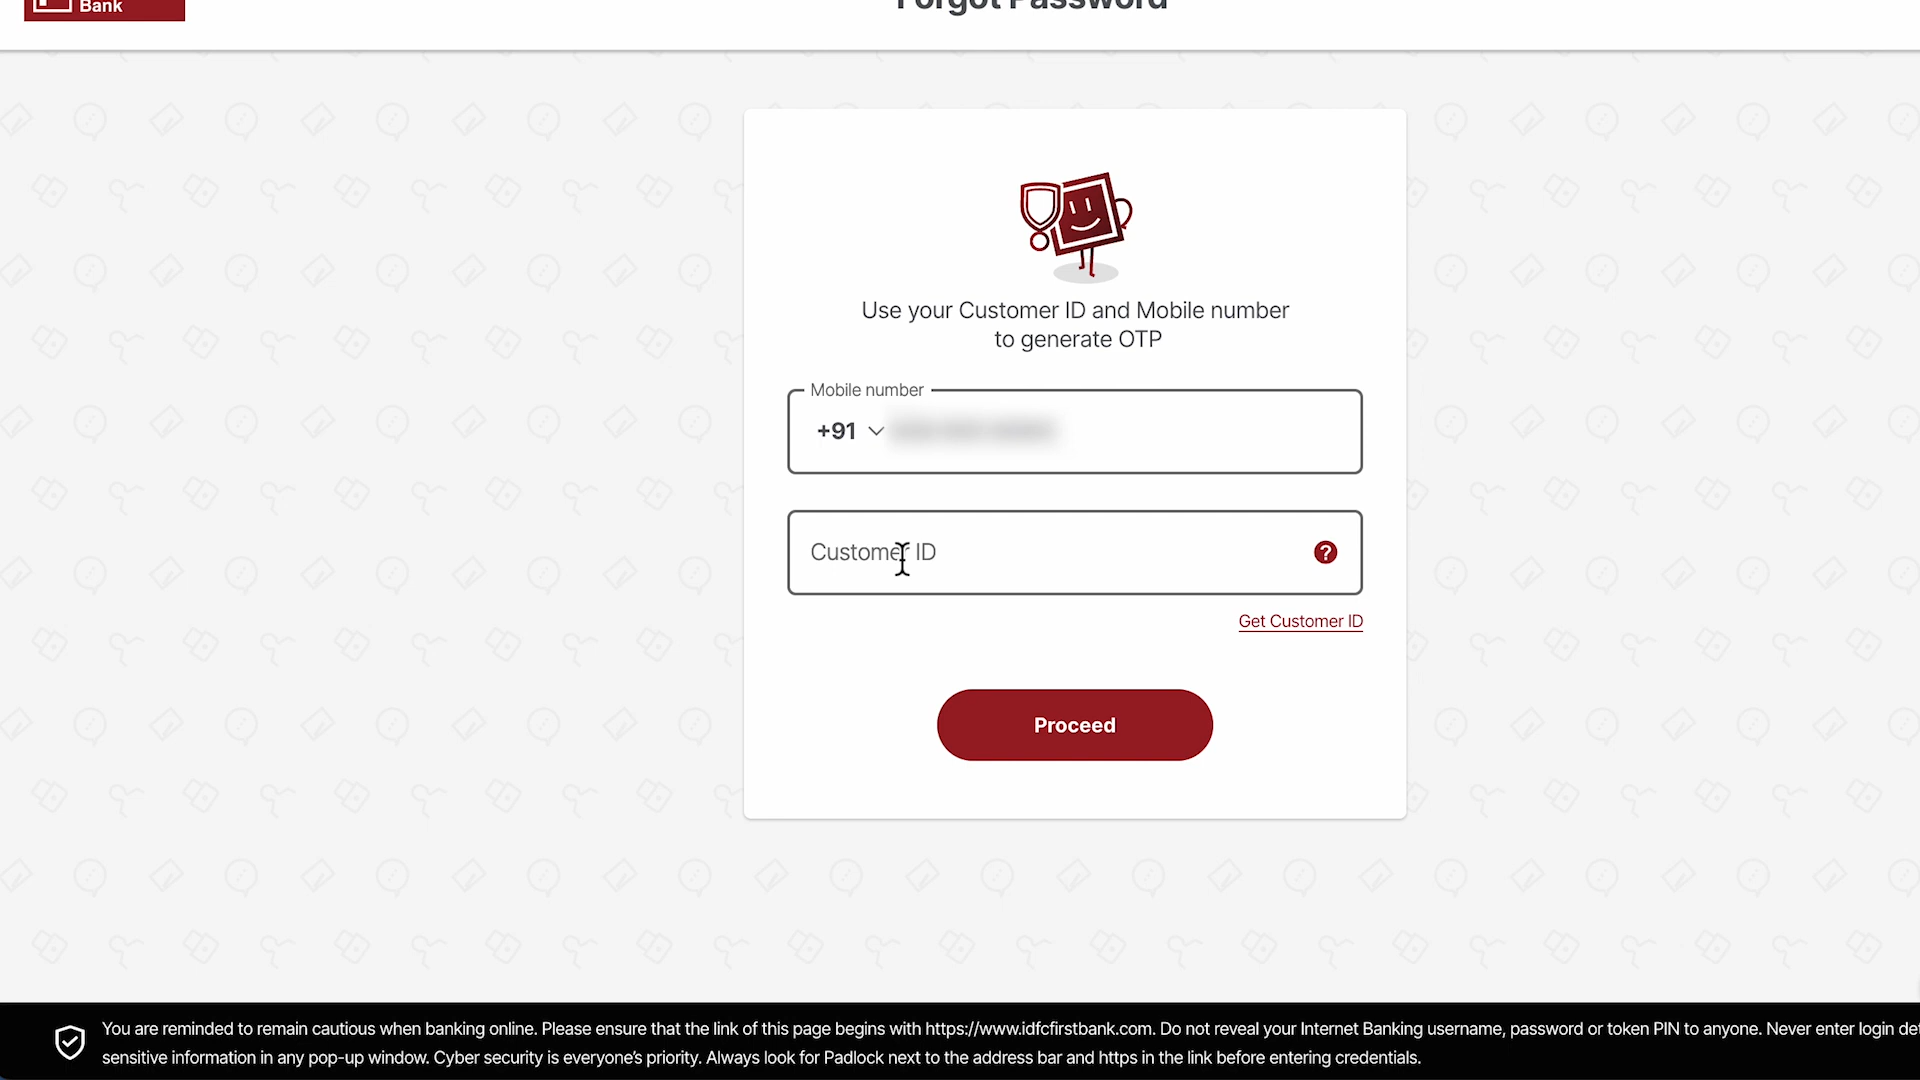 Bank
Forgot Password
Use your Customer ID and Mobile number
to generate OTP
Mobile number
+91
Customer ID
?
Get Customer ID
Proceed
You are reminded to remain cautious when banking online. Please ensure that the link of this page begins with https://www.idfcfirstbank.com. Do not reveal your Internet Banking username, password or token PIN to anyone. Never enter login det
sensitive information in any pop-up window. Cyber security is everyone's priority. Always look for Padlock next to the address bar and https in the link before entering credentials.